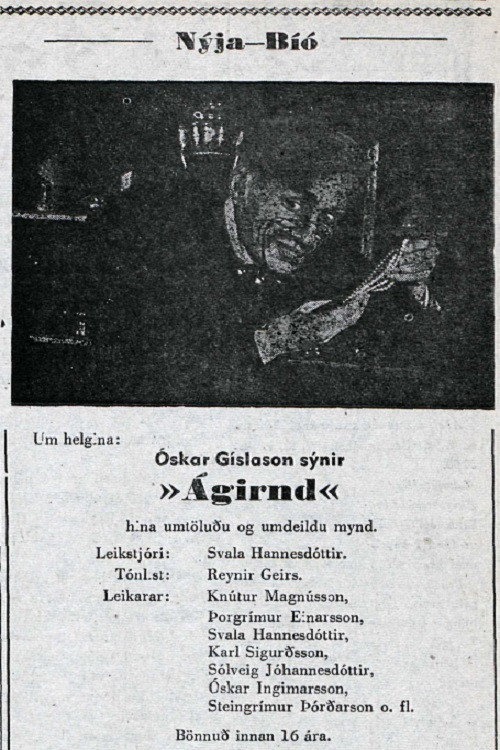 Nýja—Bíó
Um helgina:
Óskar Gíslason sýnir
»Ágirnd«
hina umtöluðu og umdeildu mynd.
Leikstjóri: Svala Hannesdóttir.
Tónlist: Reynir Geirs.
Leikarar: Knútur Magnússon,
Þorgrímur Einarsson,
Svala Hannesdóttir,
Karl Sigurðsson,
Sólveig Jóhannesdóttir,
Óskar Ingimarsson,
Steingrímur Þórðarson o. fl.
Bönnuð innan 16 ára.